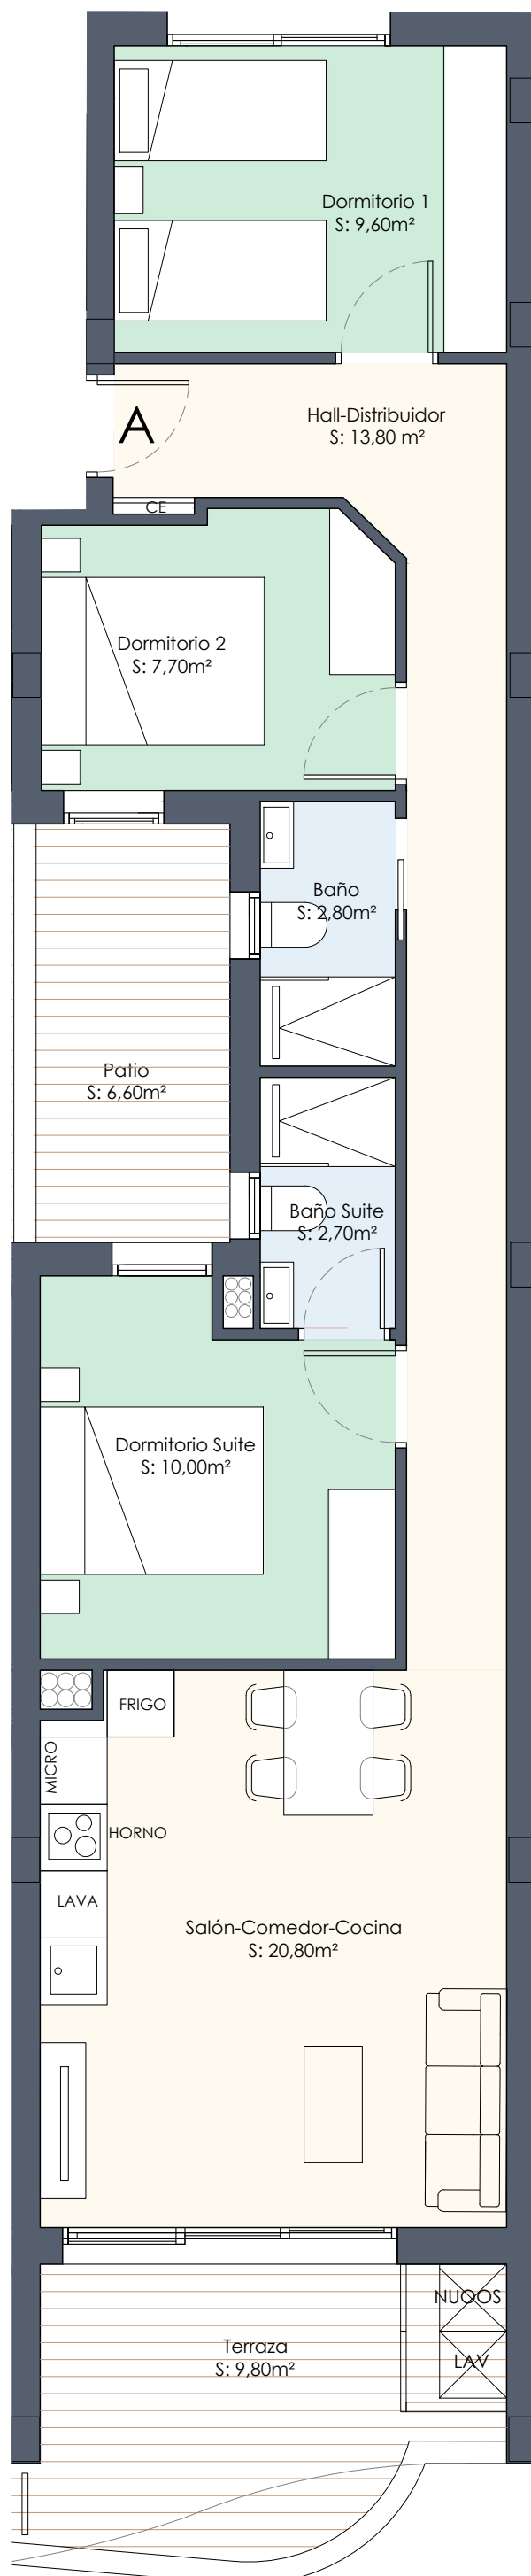 Dormitorio 1
S: 9,60m²
Hall-Distribuidor
S: 13,80 m²
A
CE
Dormitorio 2
S: 7,70m²
Baño
S: 2,80m²
Patio
S: 6,60m²
Baño Suite
S: 2,70m²
Dormitorio Suite
S: 10,00m²
FRIGO
MICRO
HORNO
LAVA
Salón-Comedor-Cocina
S: 20,80m²
NUOOS
LAV
Terraza
S: 9,80m²